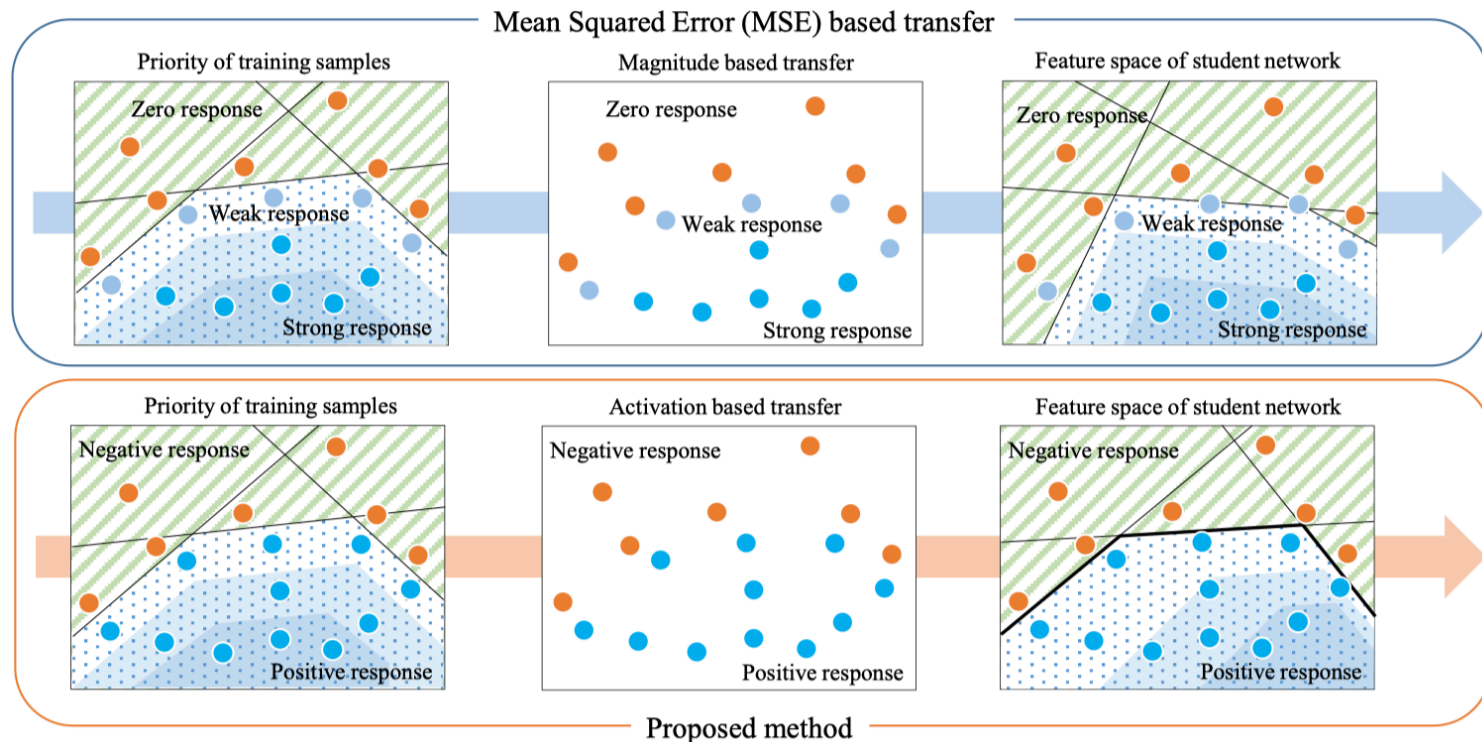 Mean Squared Error (MSE) based transfer
Priority of training samples
Magnitude based transfer
Feature space of student network
Zero response
Weak response
Strong response
Zero response
Weak response
Strong response
Zero response
Weak response
Strong response
Priority of training samples
Activation based transfer
Feature space of student network
Negative response
Positive response
Negative response
Positive response
Negative response
Positive response
Proposed method